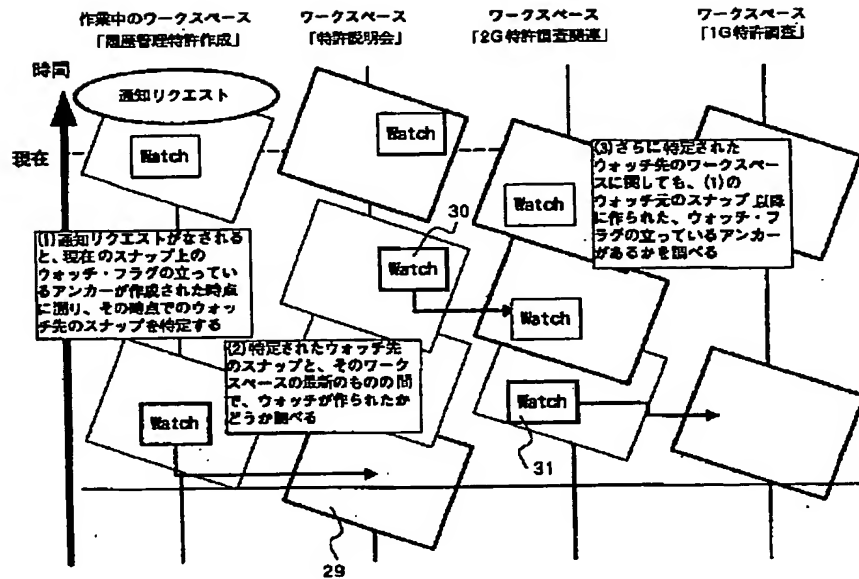 作業中のワークスペース
「履歴管理特許作成」
ワークスペース
「特許説明会」
ワークスペース
「2G特許調査関連」
ワークスペース
「1G特許調査」
時間
通知リクエスト
現在
Watch
Watch
Watch
(3)さらに特定された
ウォッチ先のワークスペー
スに関しても、(1)の
ウォッチ元のスナップ以降
に作られた、ウォッチ・フ
ラグの立っているアンカー
があるかを調べる
30
(1)通知リクエストがなされる
と、現在のスナップ上の
ウォッチ・フラグの立ってい
るアンカーが作成された時点
に遡り、その時点でのウォッ
チ先のスナップを特定する
Watch
Watch
(2)特定されたウォッチ先
のスナップと、そのワーク
スペースの最新のものの間
で、ウォッチが作られたか
どうか調べる
Watch
Watch
31
29